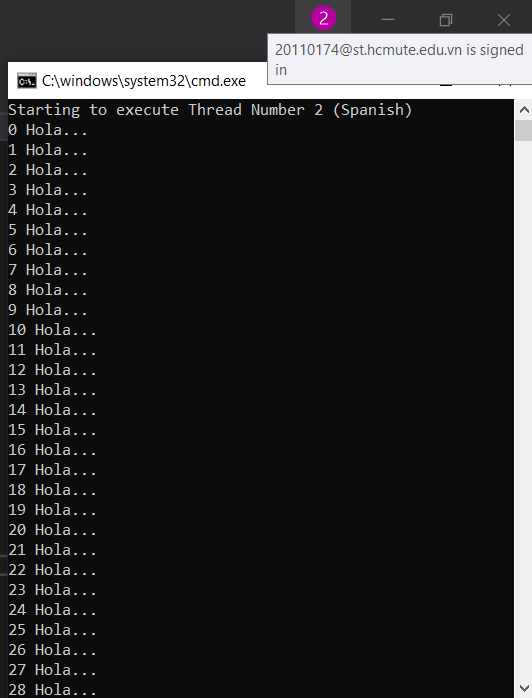 2
20110174@st.hcmute.edu.vn is signed
in
C:\windows\system32\cmd.exe
Starting to execute Thread Number 2 (Spanish)
0 Hola...
1 Hola...
2 Hola...
3 Hola...
4 Hola...
5 Hola...
6 Hola...
7 Hola...
8 Hola...
9 Hola...
10 Hola...
11 Hola...
12 Hola...
13 Hola...
14 Hola...
15 Hola...
16 Hola...
17 Hola...
18 Hola...
19 Hola...
20 Hola...
21 Hola...
22 Hola...
23 Hola...
24 Hola...
25 Hola...
26 Hola...
27 Hola...
28 Hola...